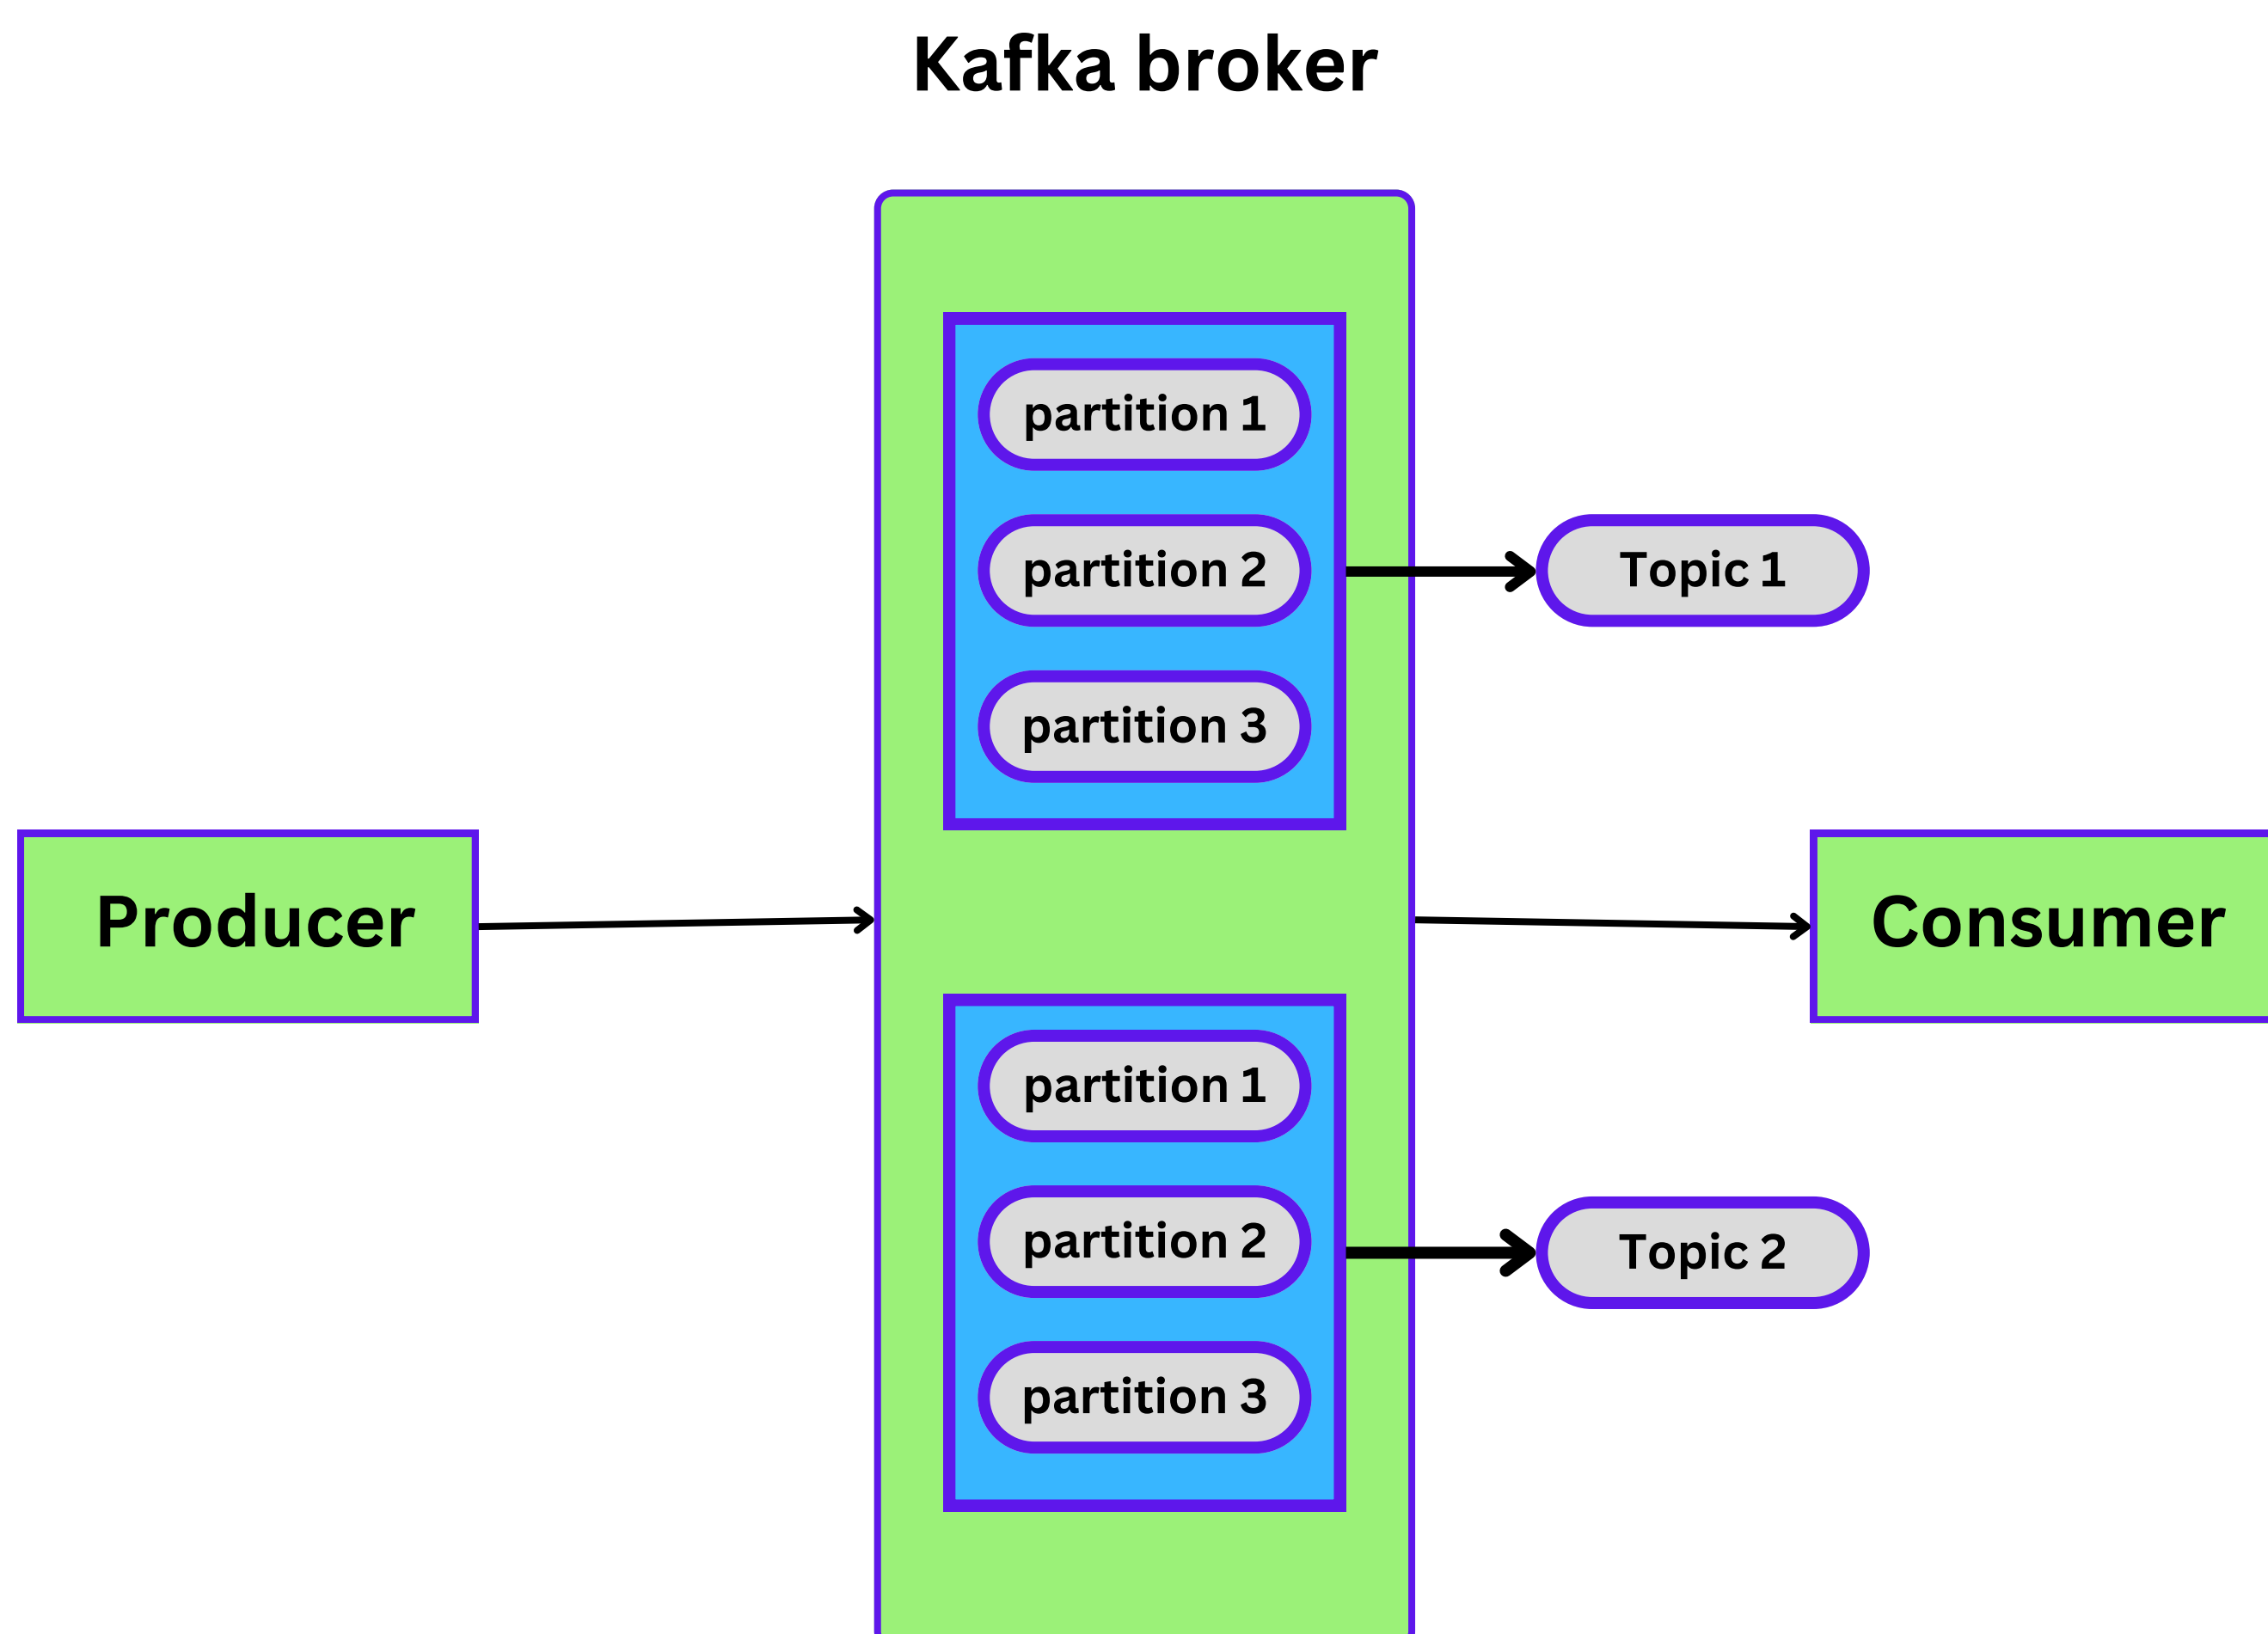 Kafka broker
partition 1
partition 2
Topic 1
partition 3
Producer
Consumer
partition 1
partition 2
Topic 2
partition 3